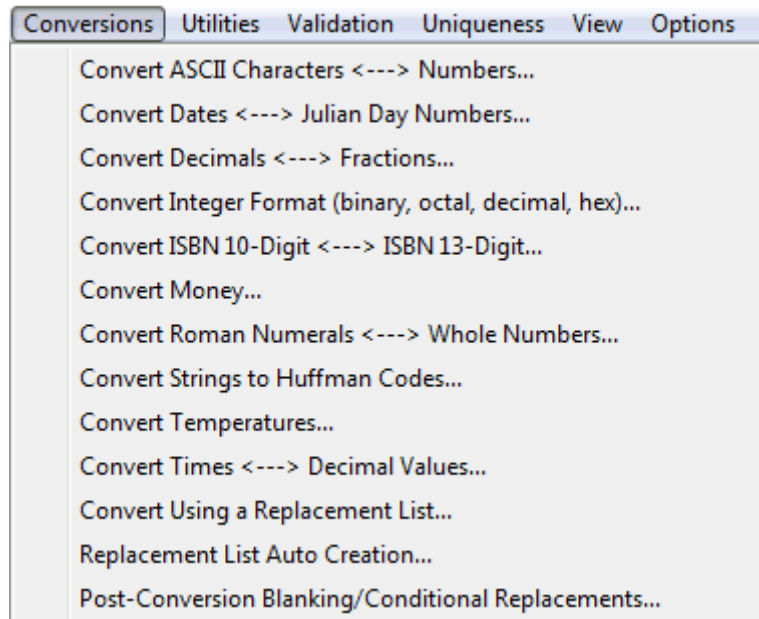 Conversions Utilities Validation Uniqueness View Options
Convert ASCII Characters <---> Numbers...
Convert Dates <---> Julian Day Numbers...
Convert Decimals <---> Fractions...
Convert Integer Format (binary, octal, decimal, hex)...
Convert ISBN 10-Digit <---> ISBN 13-Digit...
Convert Money...
Convert Roman Numerals <---> Whole Numbers...
Convert Strings to Huffman Codes...
Convert Temperatures...
Convert Times <---> Decimal Values...
Convert Using a Replacement List...
Replacement List Auto Creation...
Post-Conversion Blanking/Conditional Replacements...